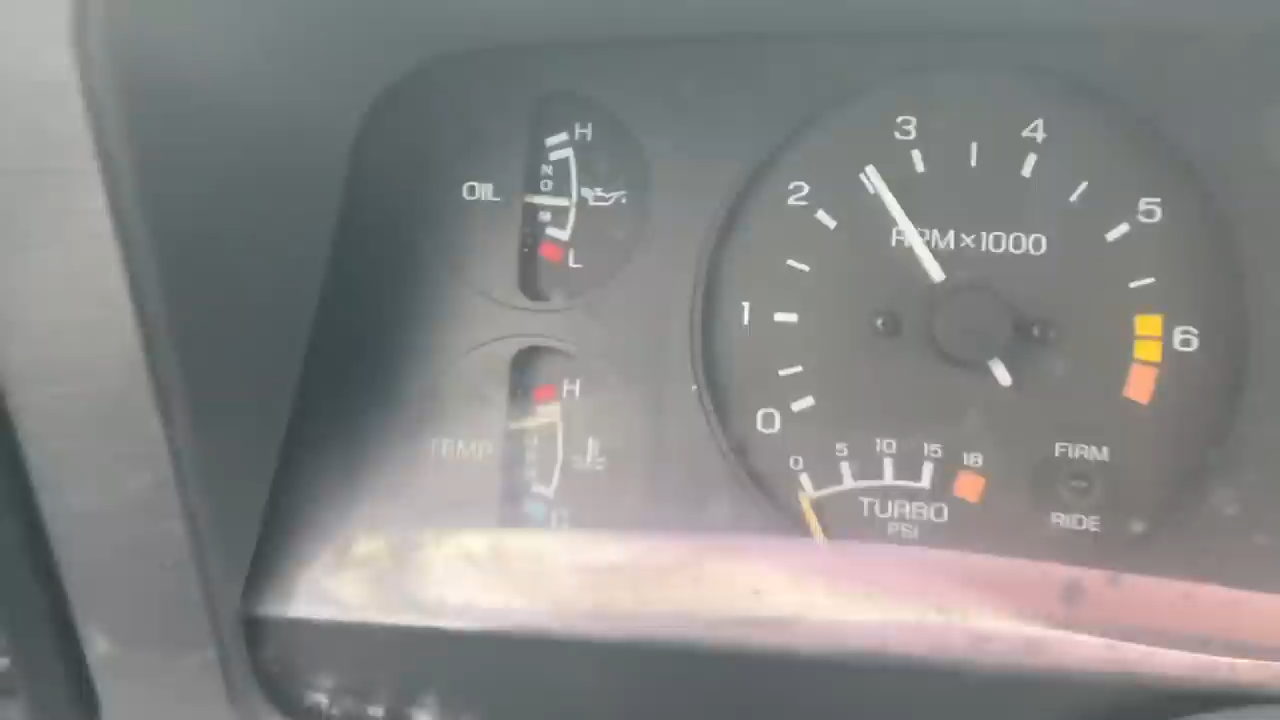 H
OIL
L
H
TEMP
C
0
1
2
3
4
5
6
RPM×1000
0 5 10 15 18
TURBO
PSI
FIRM
RIDE